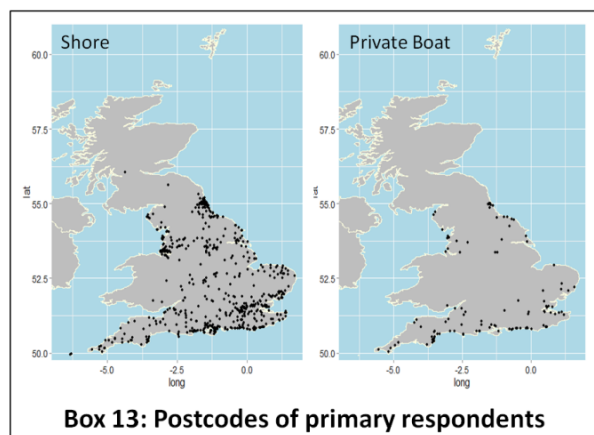 Shore
Private Boat
60.0
60.0
57.5
57.5
lat
lat
55.0
55.0
52.5
52.5
50.0
50.0
-5.0 -2.5 0.0
-5.0 -2.5 0.0
long
long
Box 13: Postcodes of primary respondents